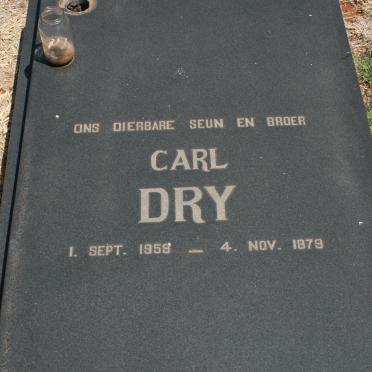 ONS DIERBARE SEUN EN BROER
CARL
DRY
1. SEPT. 1959 — 4. NOV. 1979